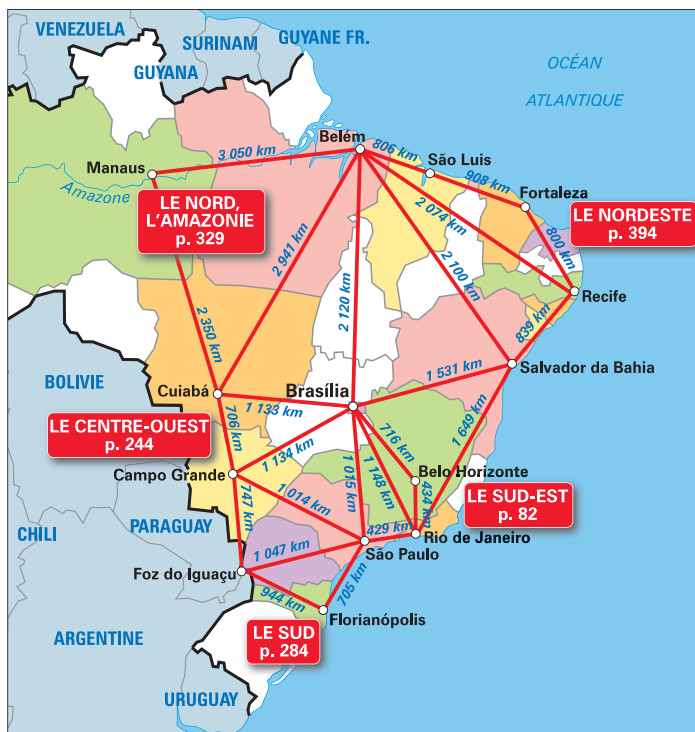 VENEZUELA
SURINAM
GUYANE FR.
GUYANA
OCÉAN
ATLANTIQUE
Belém
3 050 km
806 km
São Luis
Manaus
908 km
Amazone
Fortaleza
LE NORD,
L'AMAZONIE
p. 329
2 074 km
LE NORDESTE
p. 394
800 km
2 941 km
2 100 km
Recife
2 120 km
2 350 km
839 km
Salvador da Bahia
1 531 km
BOLIVIE
Cuiabá
Brasília
1 133 km
LE CENTRE-OUEST
p. 244
706 km
1 649 km
716 km
1 134 km
Campo Grande
1 015 km
1 148 km
Belo Horizonte
747 km
1 014 km
434 km
LE SUD-EST
p. 82
PARAGUAY
CHILI
429 km
Rio de Janeiro
São Paulo
1 047 km
Foz do Iguaçu
705 km
944 km
Florianópolis
LE SUD
p. 284
ARGENTINE
URUGUAY